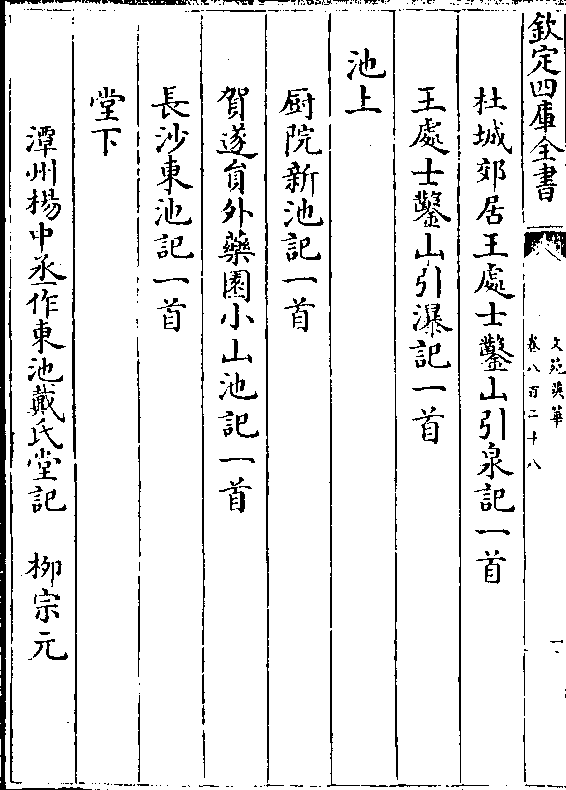 欽定四庫全書
文苑英華
卷八百二十八
一
杜城郊居王處士鑿山引泉記一首
王處士鑿山引瀑記一首
池上
厨院新池記一首
賀遂員外藥園小山池記一首
長沙東池記一首
堂下
潭州楊中丞作東池戴氏堂記 柳宗元